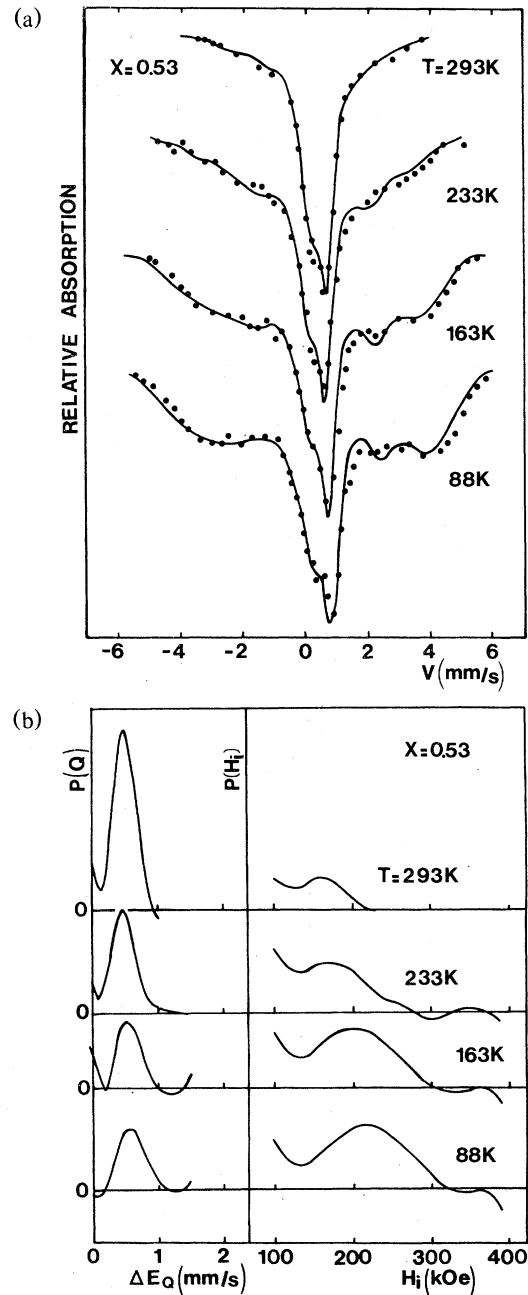 (a)
X=0.53
T=293K
233K
163K
88K
RELATIVE ABSORPTION
-6 -4 -2 0 2 4 6
V(mm/s)
(b)
P(Q)
P(Hi)
X=0.53
T=293K
0
233K
0
163K
0
88K
0
0 1 2 100 200 300 400
ΔEQ(mm/s) Hi(kOe)